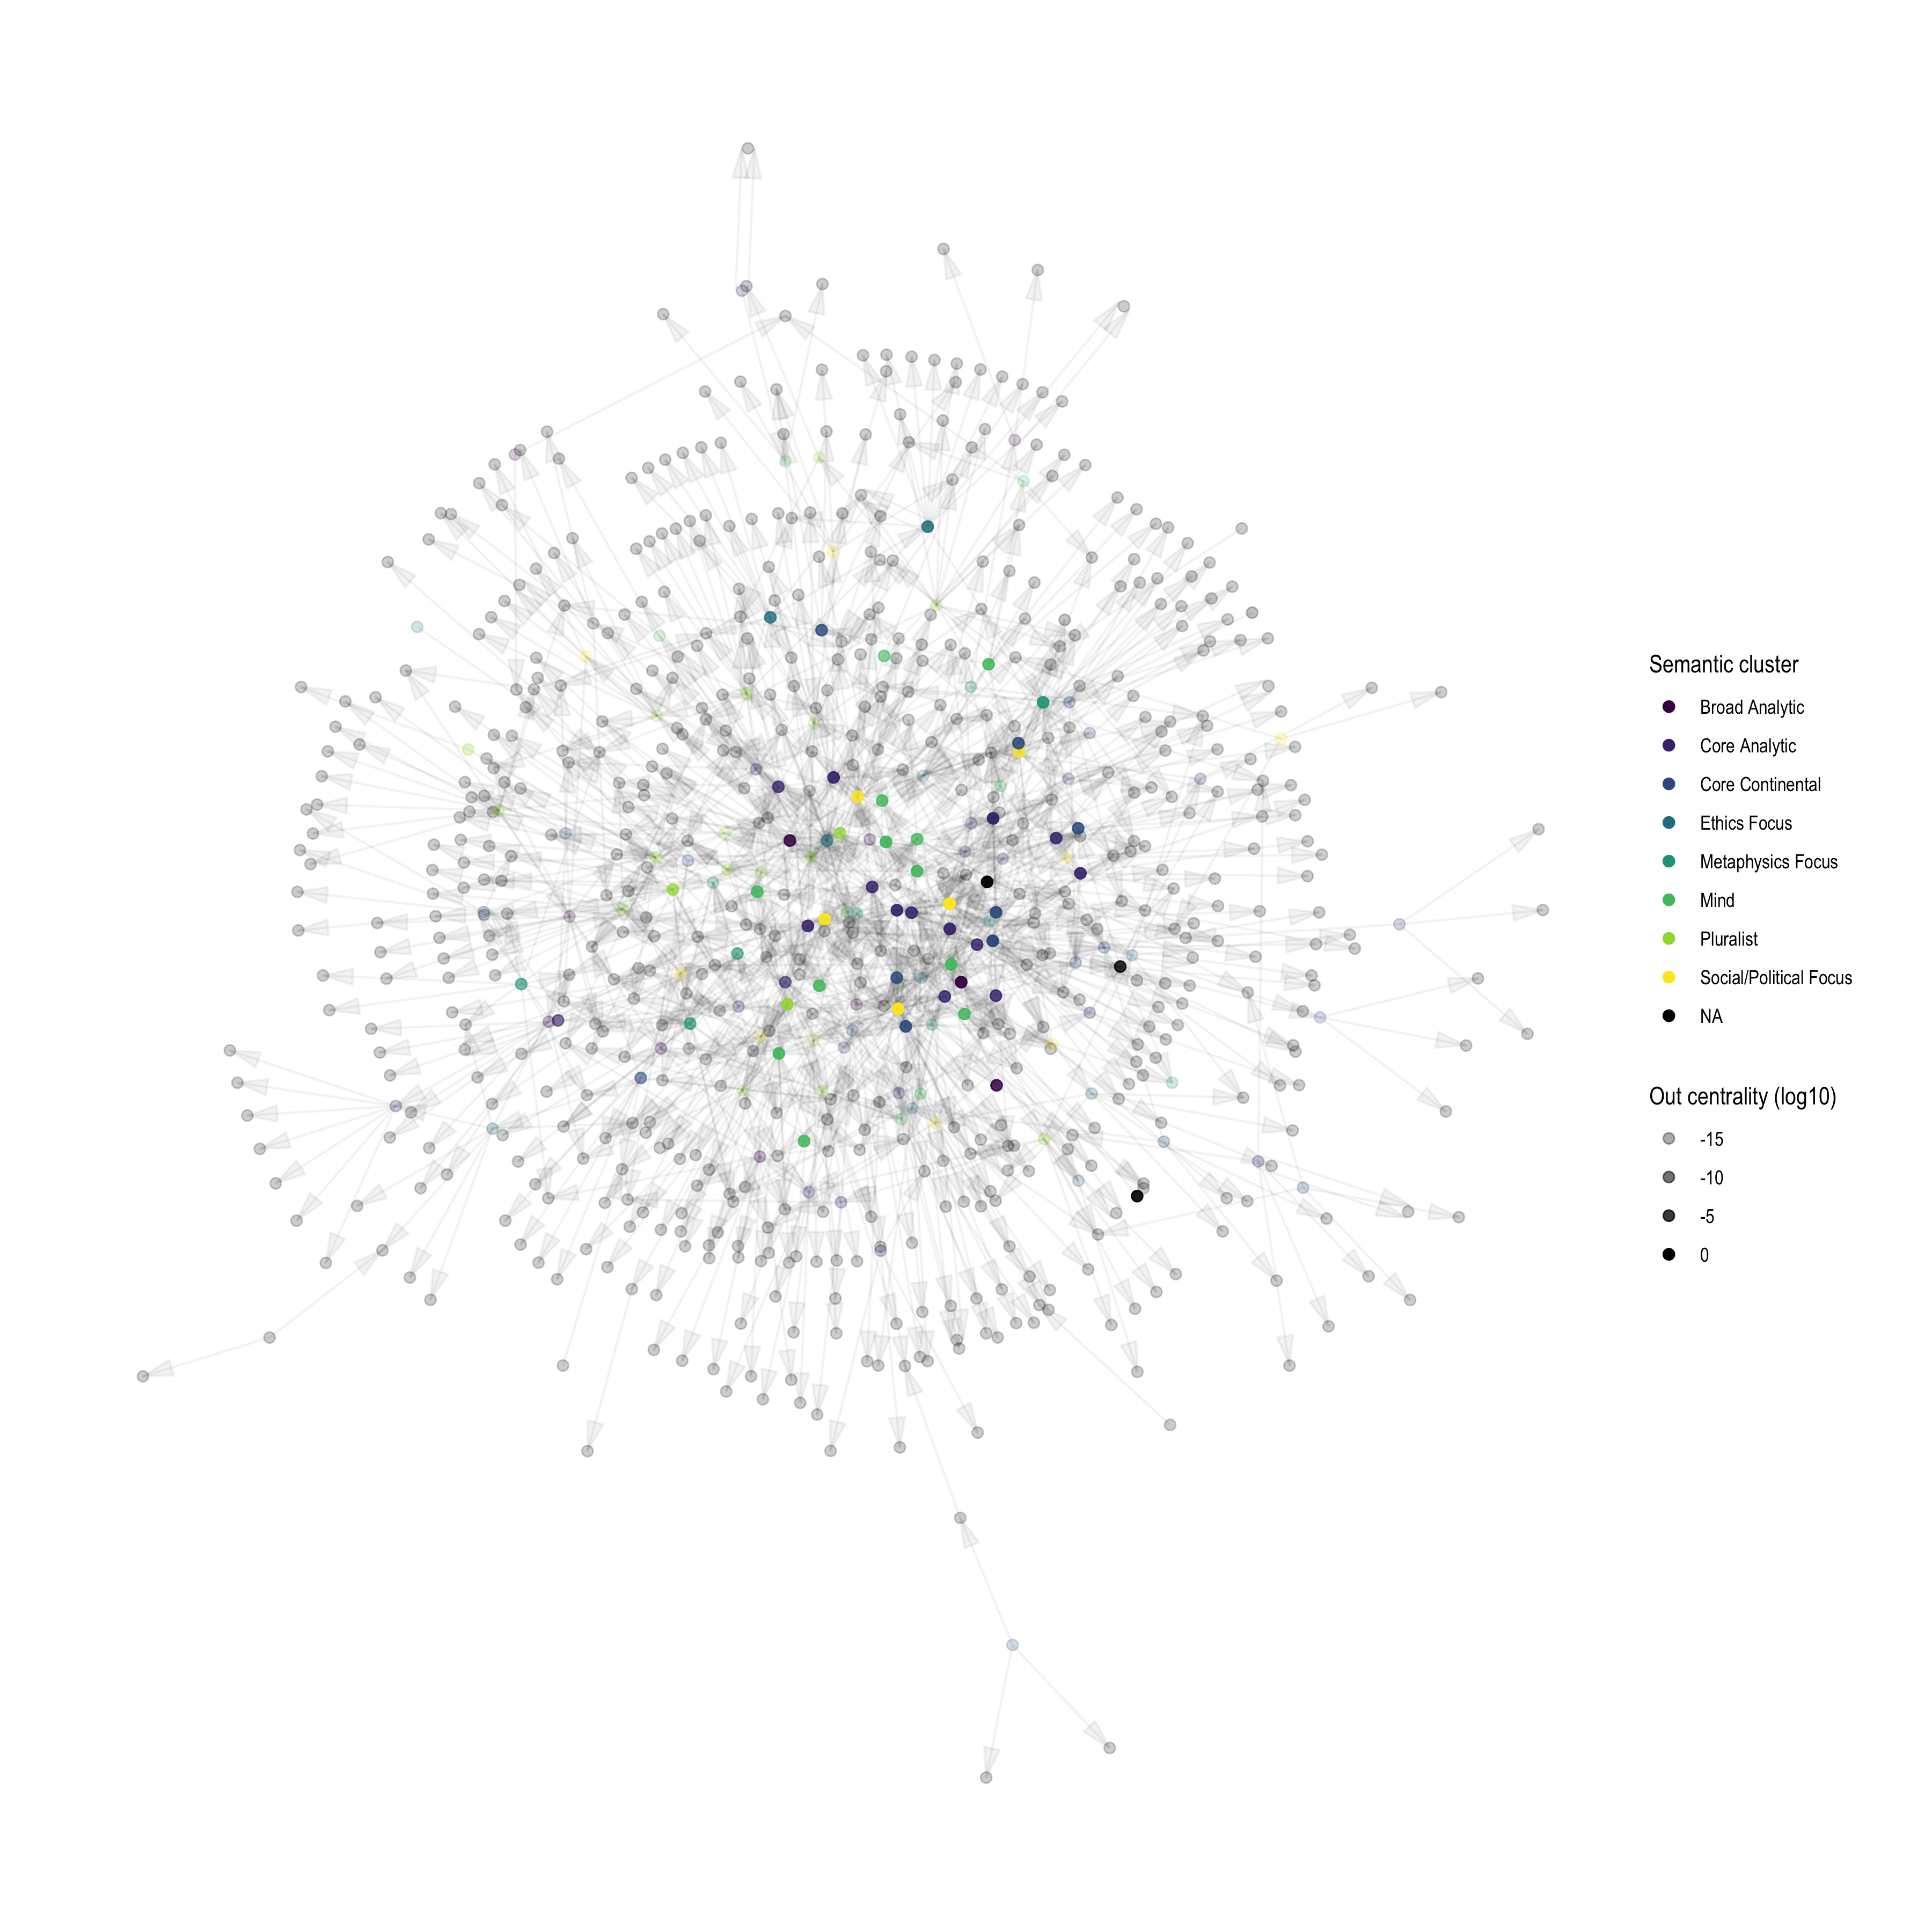 Semantic cluster
Broad Analytic
Core Analytic
Core Continental
Ethics Focus
Metaphysics Focus
Mind
Pluralist
Social/Political Focus
NA
Out centrality (log10)
-15
-10
-5
0